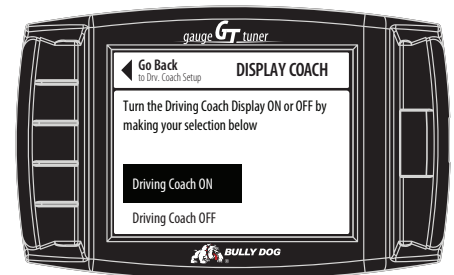 gauge GT tuner
Go Back
to Drv. Coach Setup
DISPLAY COACH
Turn the Driving Coach Display ON or OFF by
making your selection below
Driving Coach ON
Driving Coach OFF
BULLY DOG